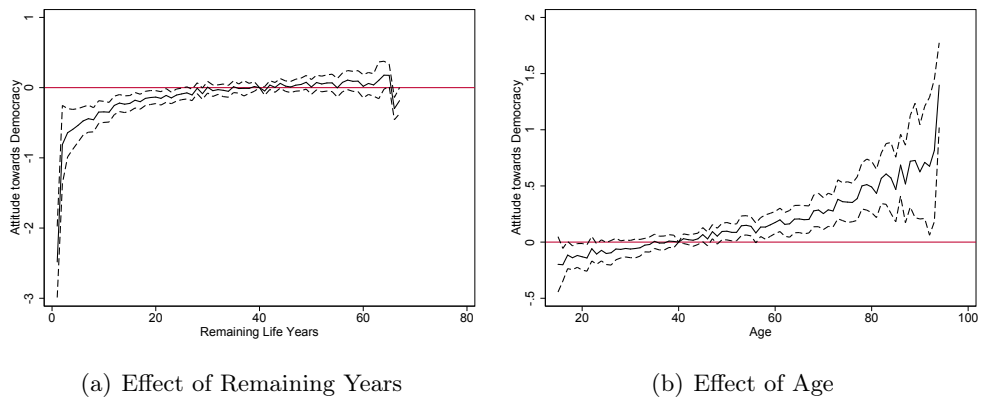 Attitude towards Democracy
1
0
-1
-2
-3
0 20 40 60 80
Remaining Life Years
(a) Effect of Remaining Years
Attitude towards Democracy
2
1.5
1
.5
0
-.5
20 40 60 80 100
Age
(b) Effect of Age